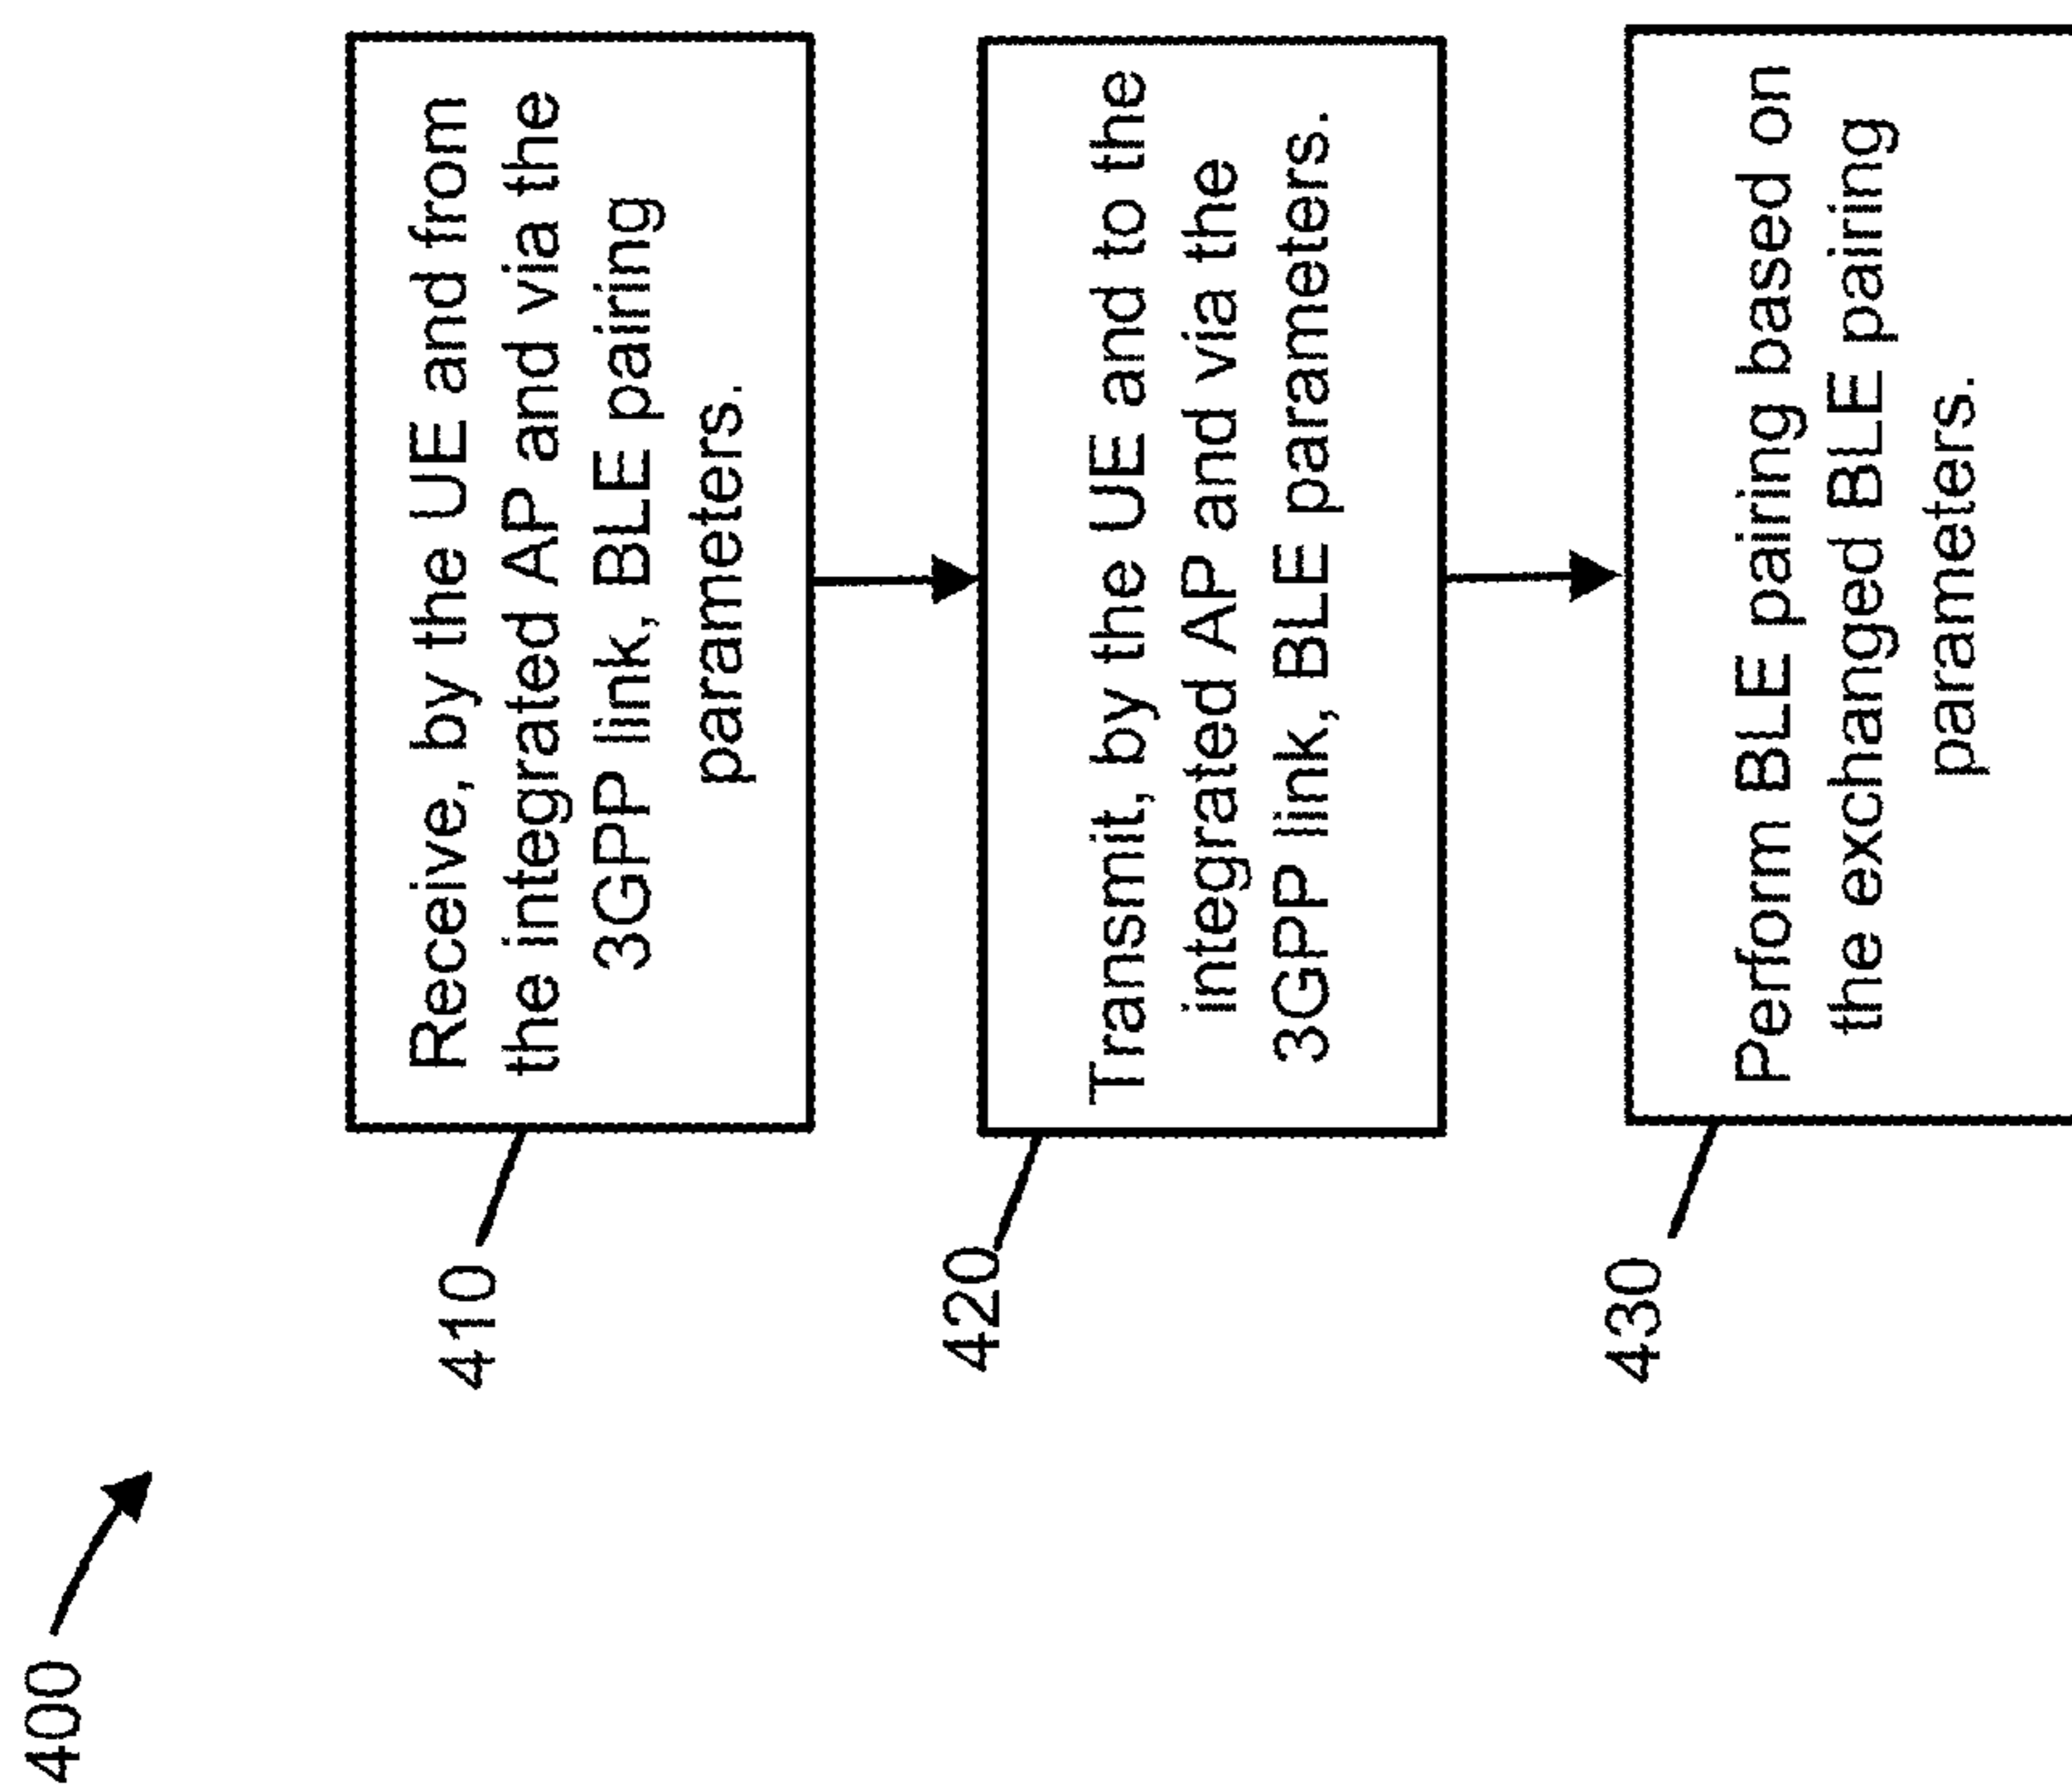 400
410
Receive, by the UE and from
the integrated AP and via the
3GPP link, BLE pairing
parameters.
420
Transmit, by the UE and to the
integrated AP and via the
3GPP link, BLE parameters.
430
Perform BLE pairing based on
the exchanged BLE pairing
parameters.